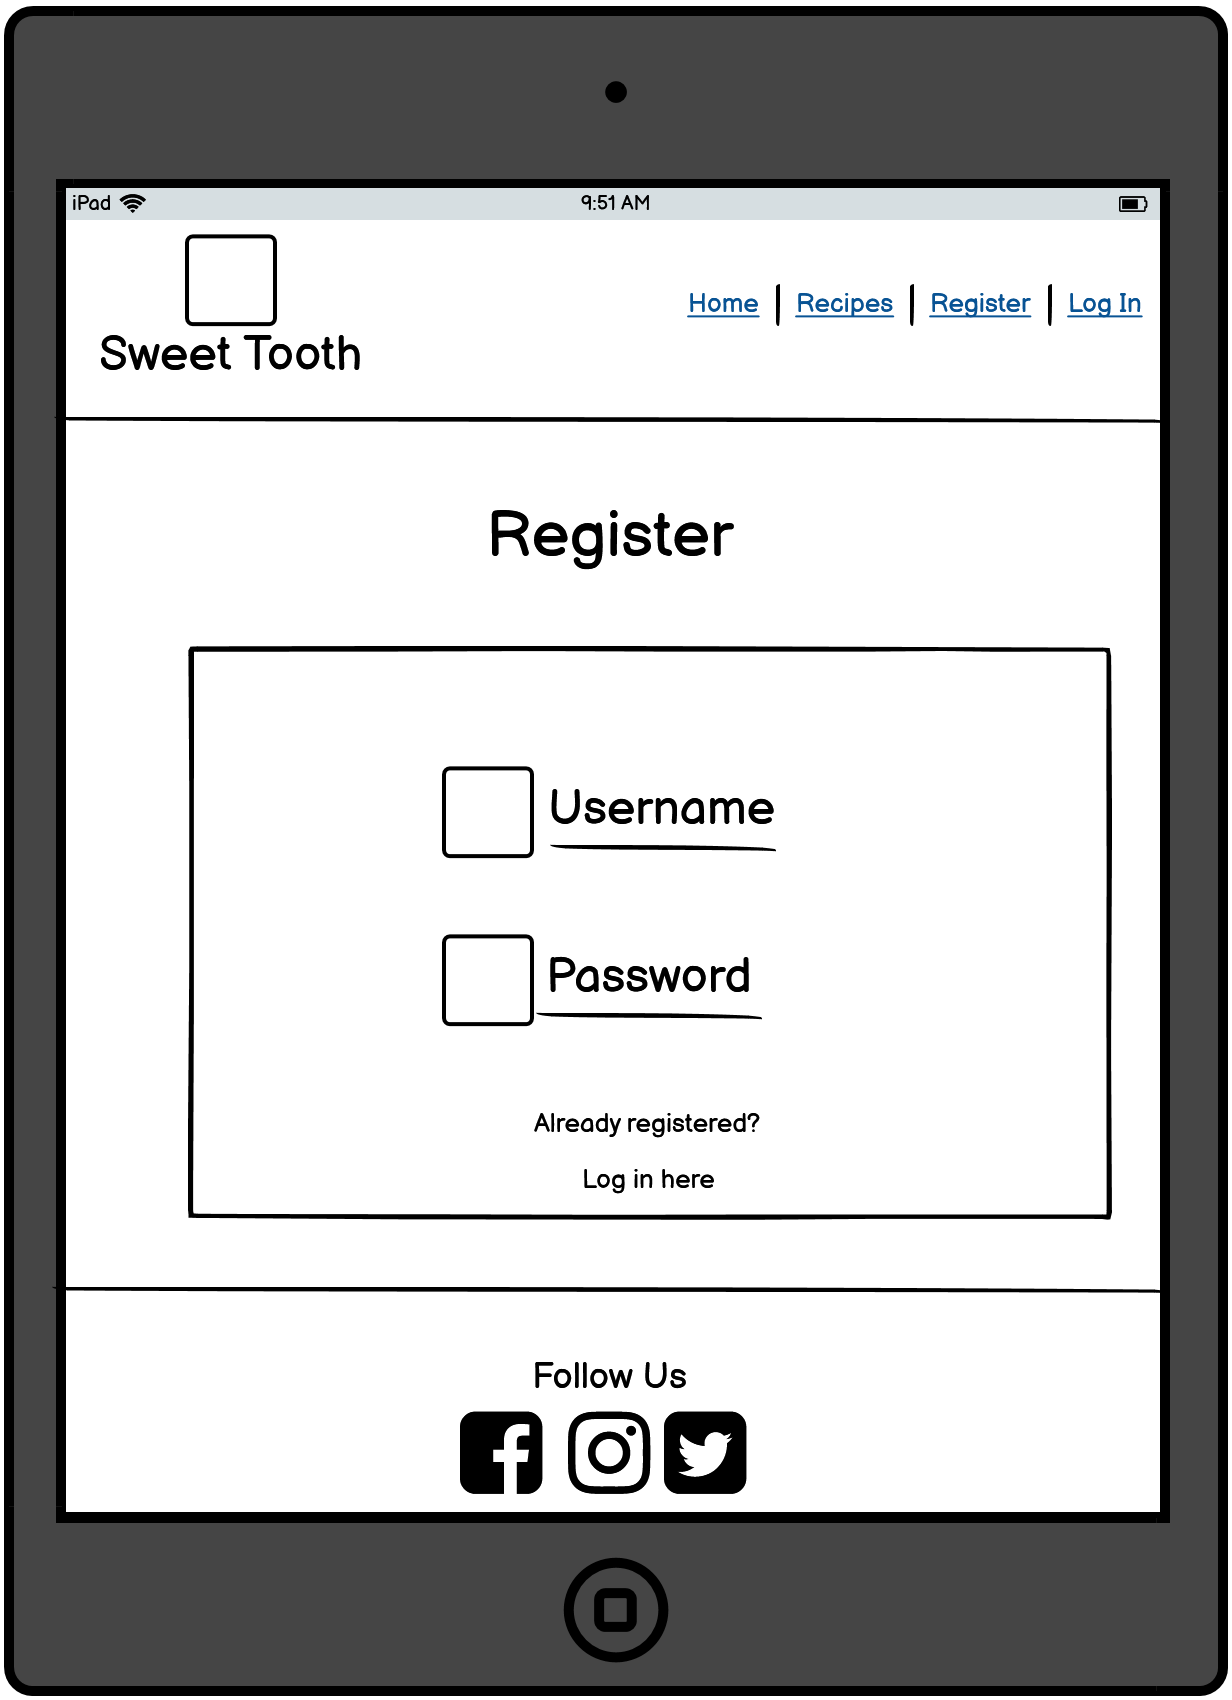 iPad 9:51 AM
Home Recipes Register Log In
Sweet Tooth
Register
Username
Password
Already registered?
Log in here
Follow Us